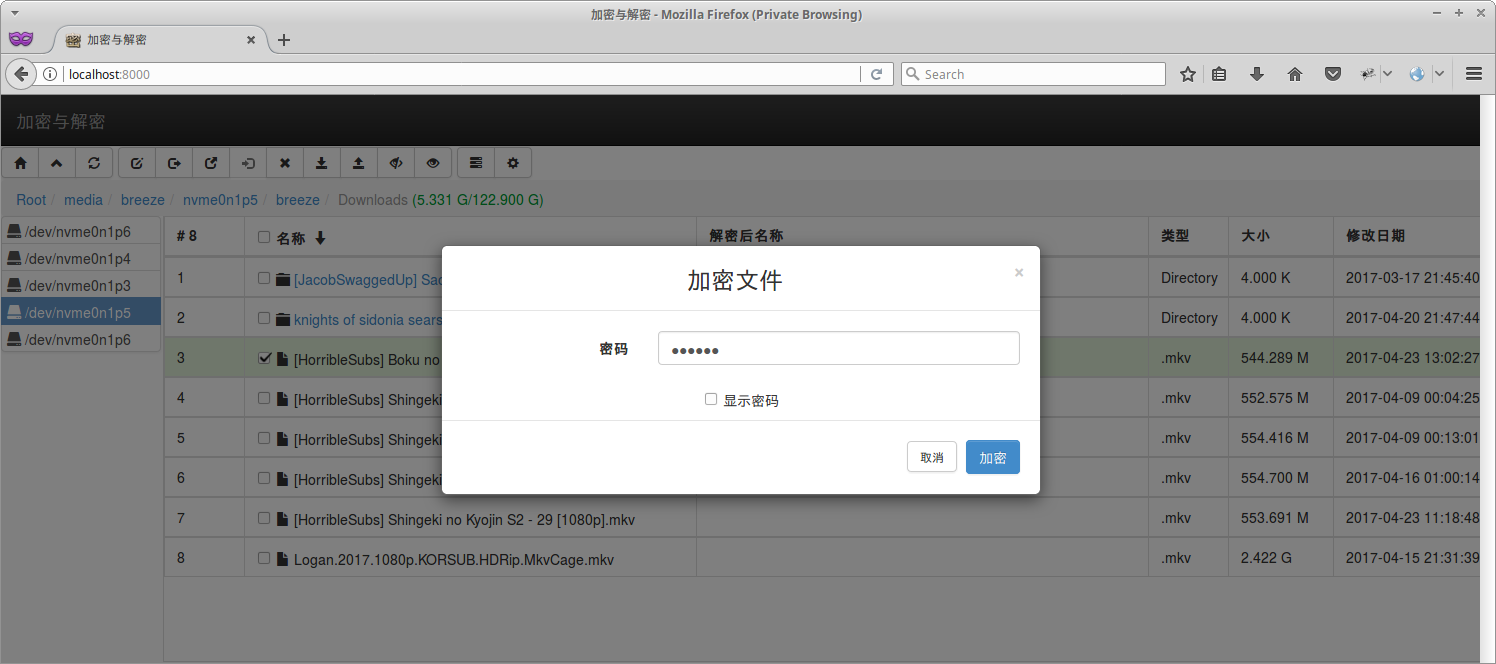 加密与解密 - Mozilla Firefox (Private Browsing)
加密与解密
localhost:8000
Search
加密与解密
Root / media / breeze / nvme0n1p5 / breeze / Downloads (5.331 G/122.900 G)
/dev/nvme0n1p6
/dev/nvme0n1p4
/dev/nvme0n1p3
/dev/nvme0n1p5
/dev/nvme0n1p6
# 8 名称 解密后名称 类型 大小 修改日期
1 [JacobSwaggedUp] Sac Directory 4.000 K 2017-03-17 21:45:40
2 knights of sidonia sears Directory 4.000 K 2017-04-20 21:47:44
3 [HorribleSubs] Boku no .mkv 544.289 M 2017-04-23 13:02:27
4 [HorribleSubs] Shingeki .mkv 552.575 M 2017-04-09 00:04:25
5 [HorribleSubs] Shingeki .mkv 554.416 M 2017-04-09 00:13:01
6 [HorribleSubs] Shingeki .mkv 554.700 M 2017-04-16 01:00:14
7 [HorribleSubs] Shingeki no Kyojin S2 - 29 [1080p].mkv .mkv 553.691 M 2017-04-23 11:18:48
8 Logan.2017.1080p.KORSUB.HDRip.MkvCage.mkv .mkv 2.422 G 2017-04-15 21:31:39
加密文件
×
密码 ●●●●●●
显示密码
取消 加密